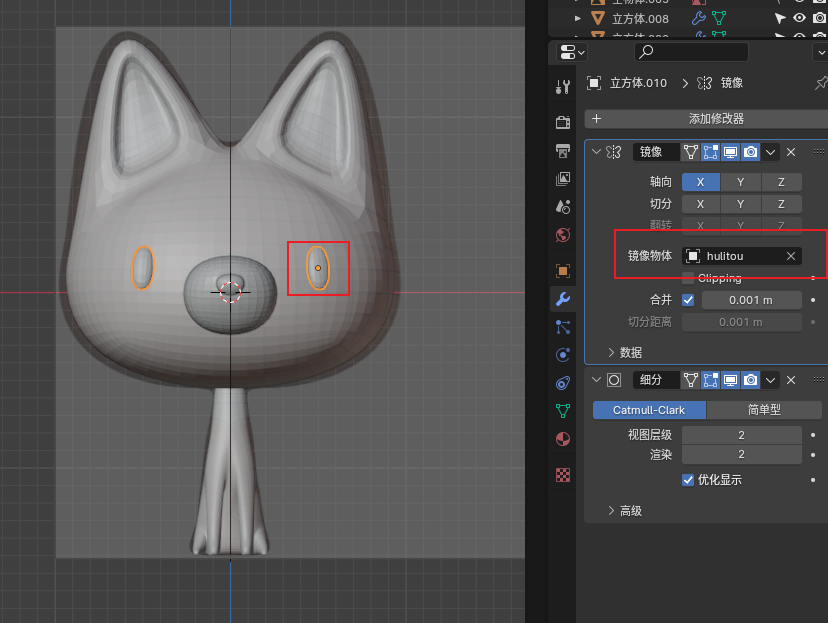 立方体.008
立方体.010
镜像
添加修改器
镜像
轴向 X Y Z
切分 X Y Z
翻转 X Y Z
镜像物体 hulitou
Clipping
合并 0.001 m
切分距离 0.001 m
数据
细分
Catmull-Clark 简单型
视图层级 2
渲染 2
优化显示
高级